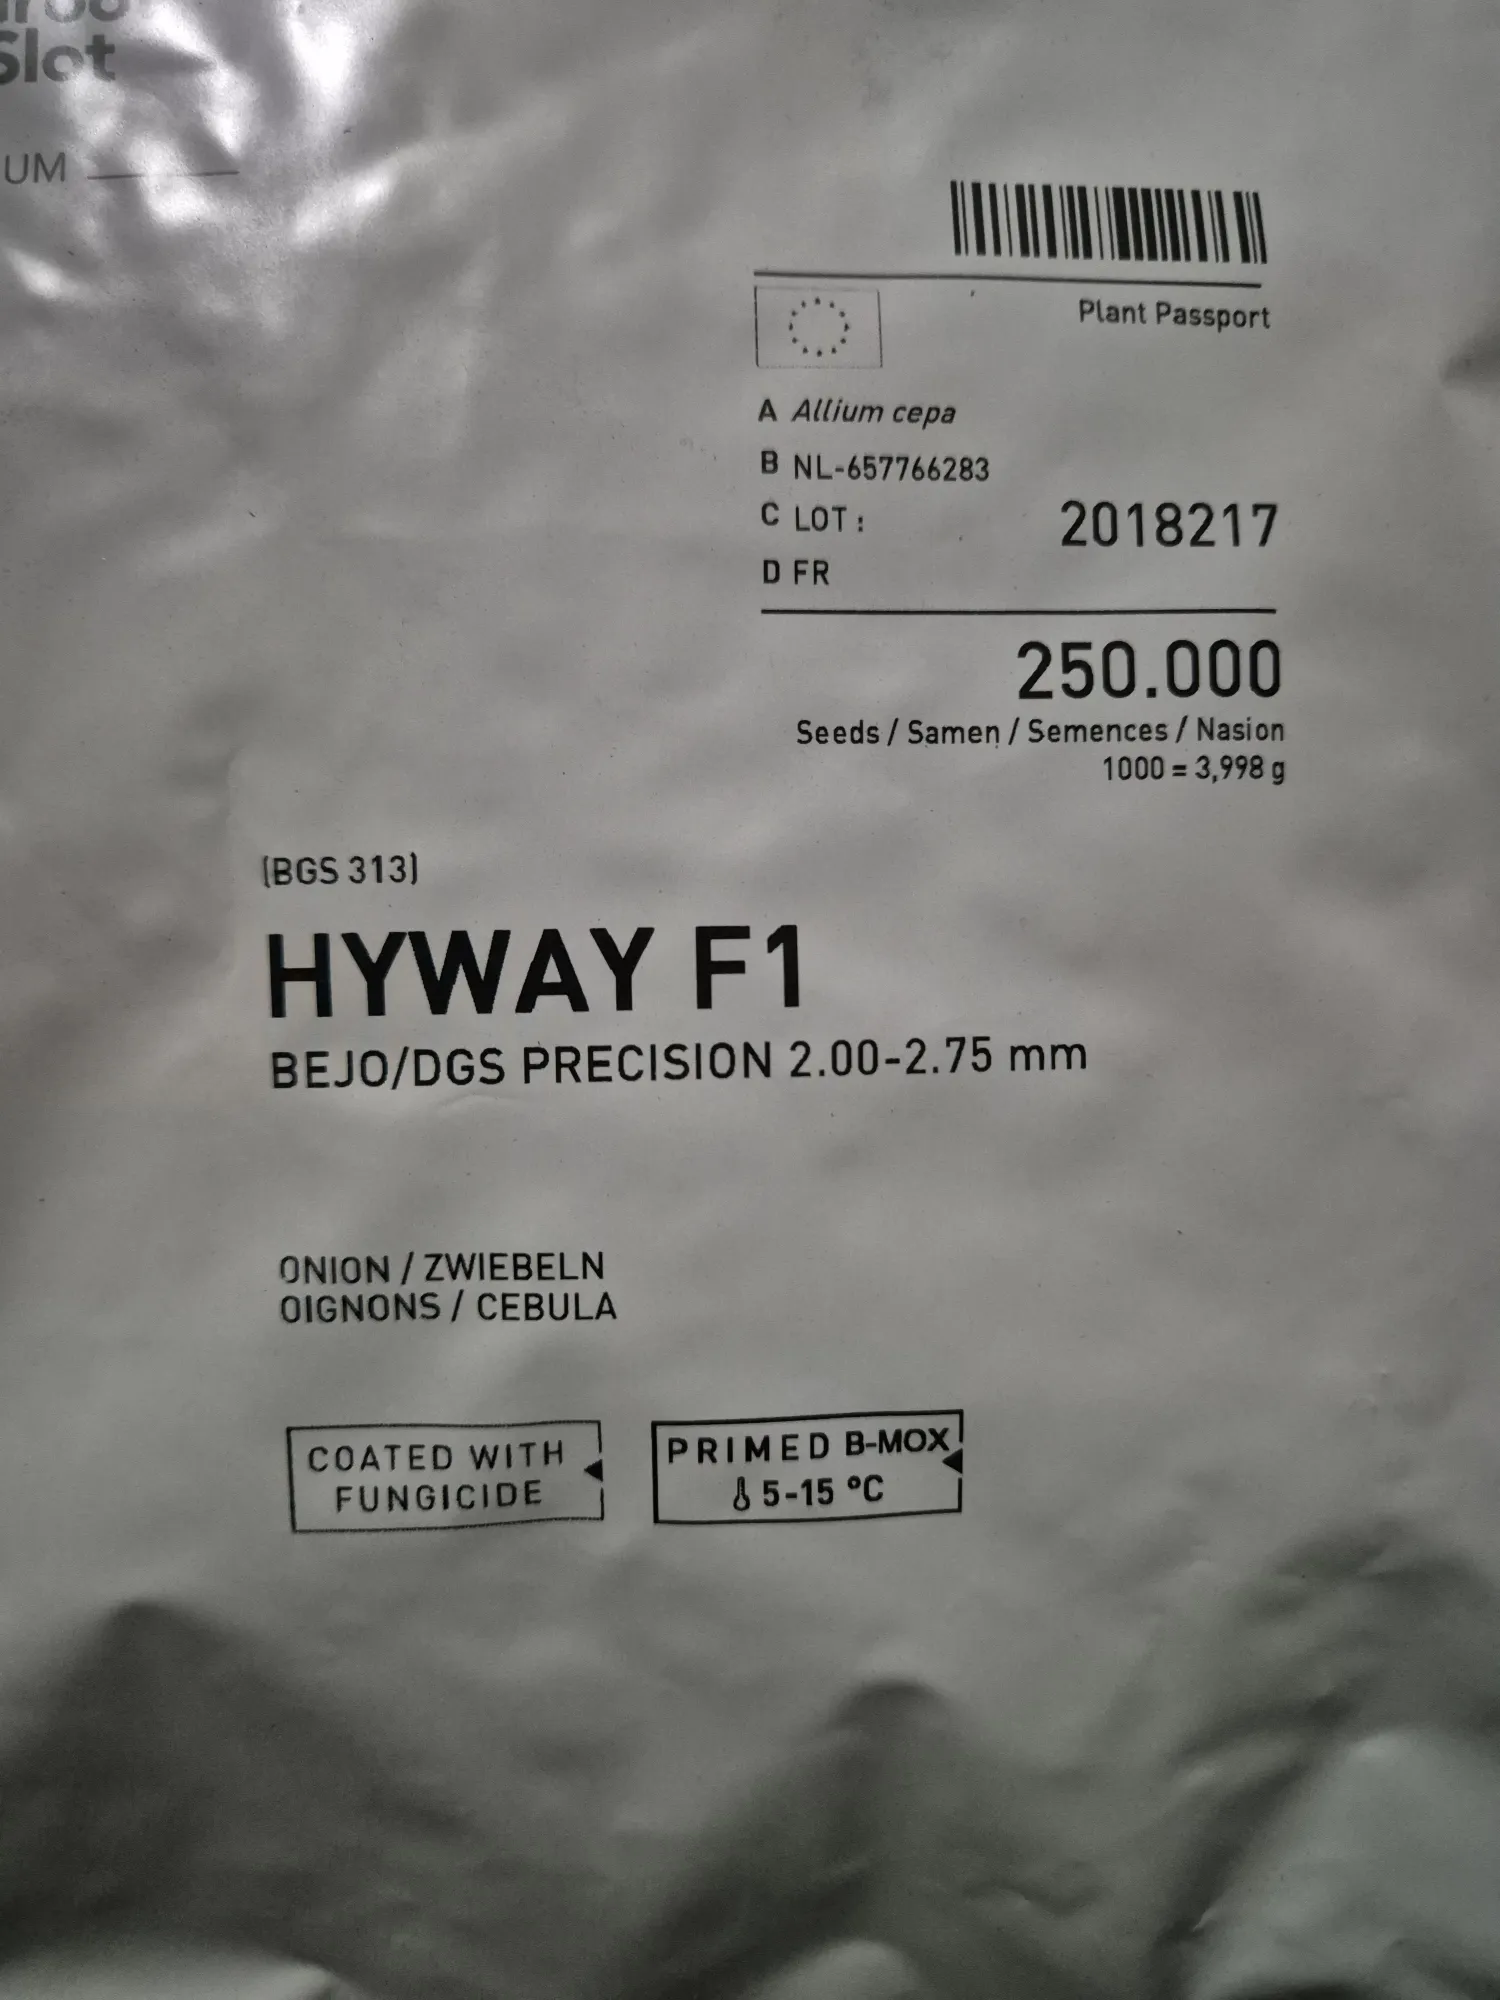 Slot
UM
Plant Passport
A Allium cepa
B NL-657766283
C LOT : 2018217
D FR
250.000
Seeds / Samen / Semences / Nasion
1000 = 3,998 g
(BGS 313)
HYWAY F1
BEJO/DGS PRECISION 2.00-2.75 mm
ONION / ZWIEBELN
OIGNONS / CEBULA
COATED WITH
FUNGICIDE
PRIMED B-MOX
5-15 °C